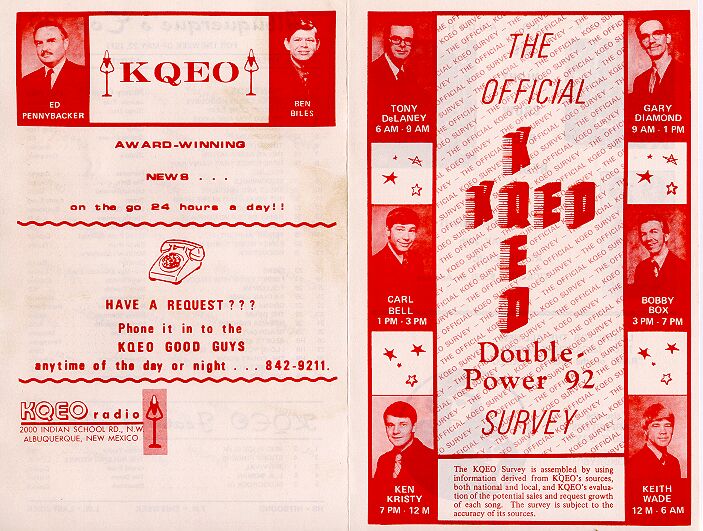 KQEO
ED
PENNYBACKER
BEN
BILES
AWARD-WINNING
NEWS . . .
on the go 24 hours a day!!
HAVE A REQUEST???
Phone it in to the
KQEO GOOD GUYS
anytime of the day or night . . . 842-9211.
KQEO radio
2000 INDIAN SCHOOL RD., N.W.
ALBUQUERQUE, NEW MEXICO
THE
OFFICIAL
KQEO
KQEO
Double-
Power 92
SURVEY
TONY
DeLANEY
6 AM - 9 AM
GARY
DIAMOND
9 AM - 1 PM
CARL
BELL
1 PM - 3 PM
BOBBY
BOX
3 PM - 7 PM
KEN
KRISTY
7 PM - 12 M
KEITH
WADE
12 M - 6 AM
The KQEO Survey is assembled by using
information derived from KQEO's sources,
both national and local, and KQEO's evalua-
tion of the potential sales and request growth
of each song. The survey is subject to the
accuracy of its sources.